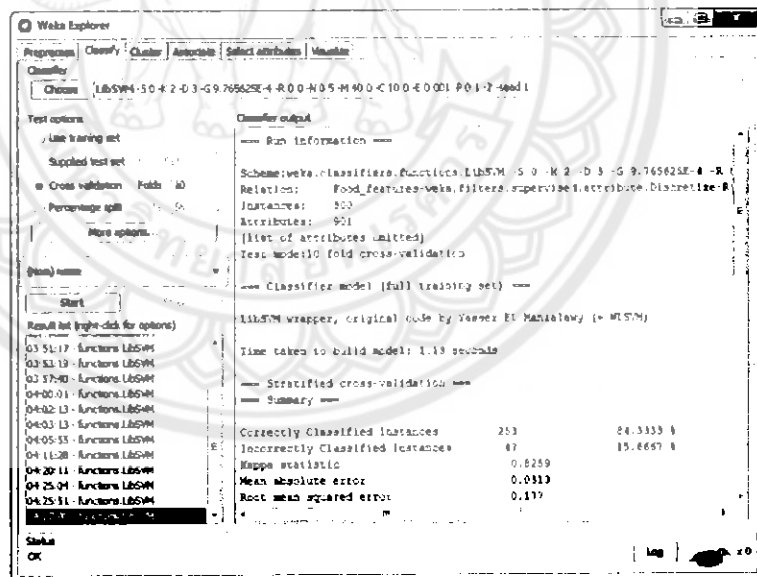 Weka Explorer
Preprocess Classify Cluster Associate Select attributes Visualize
Classifier
Choose LibSVM -S 0 -K 2 -D 3 -G 9.765625E-4 -R 0.0 -N 0.5 -M 40.0 -C 10.0 -E 0.001 -P 0.1 -Z -seed 1
Test options
Use training set
Supplied test set
Cross-validation Folds 10
Percentage split
More options...
(Nom) name
Start
Result list (right-click for options)
03:51:17 - functions.LibSVM
03:53:19 - functions.LibSVM
03:57:40 - functions.LibSVM
04:00:01 - functions.LibSVM
04:02:13 - functions.LibSVM
04:03:13 - functions.LibSVM
04:05:55 - functions.LibSVM
04:11:28 - functions.LibSVM
04:20:11 - functions.LibSVM
04:25:04 - functions.LibSVM
04:25:31 - functions.LibSVM
Classifier output
=== Run information ===
Scheme:weka.classifiers.functions.LibSVM -S 0 -K 2 -D 3 -G 9.765625E-4 -R
Relation: Food_features-weka.filters.supervised.attribute.Discretize-R
Instances: 300
Attributes: 901
[list of attributes omitted]
Test mode:10-fold cross-validation
=== Classifier model (full training set) ===
LibSVM wrapper, original code by Yasser EL-Manzalawy (= WLSVM)
Time taken to build model: 1.13 seconds
=== Stratified cross-validation ===
=== Summary ===
Correctly Classified Instances 253 84.3333 %
Incorrectly Classified Instances 47 15.6667 %
Kappa statistic 0.8259
Mean absolute error 0.0313
Root mean squared error 0.177
Status
OK
Log
x 0